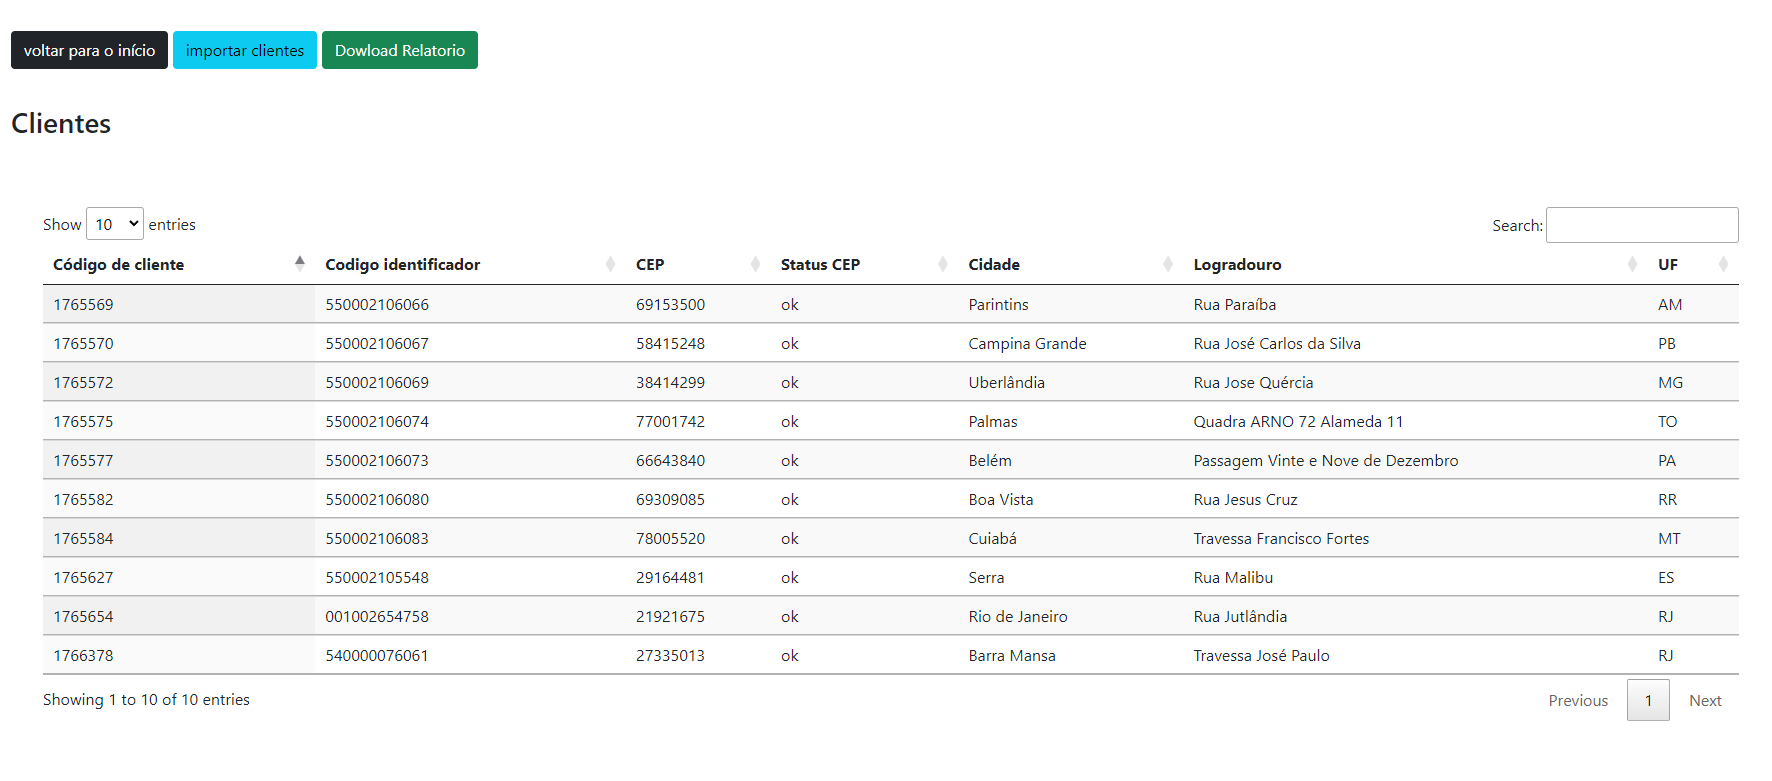 voltar para o início importar clientes Dowload Relatorio
Clientes
Show 10 entries Search:
Código de cliente Codigo identificador CEP Status CEP Cidade Logradouro UF
1765569 550002106066 69153500 ok Parintins Rua Paraíba AM
1765570 550002106067 58415248 ok Campina Grande Rua José Carlos da Silva PB
1765572 550002106069 38414299 ok Uberlândia Rua Jose Quércia MG
1765575 550002106074 77001742 ok Palmas Quadra ARNO 72 Alameda 11 TO
1765577 550002106073 66643840 ok Belém Passagem Vinte e Nove de Dezembro PA
1765582 550002106080 69309085 ok Boa Vista Rua Jesus Cruz RR
1765584 550002106083 78005520 ok Cuiabá Travessa Francisco Fortes MT
1765627 550002105548 29164481 ok Serra Rua Malibu ES
1765654 001002654758 21921675 ok Rio de Janeiro Rua Jutlândia RJ
1766378 540000076061 27335013 ok Barra Mansa Travessa José Paulo RJ
Showing 1 to 10 of 10 entries Previous 1 Next